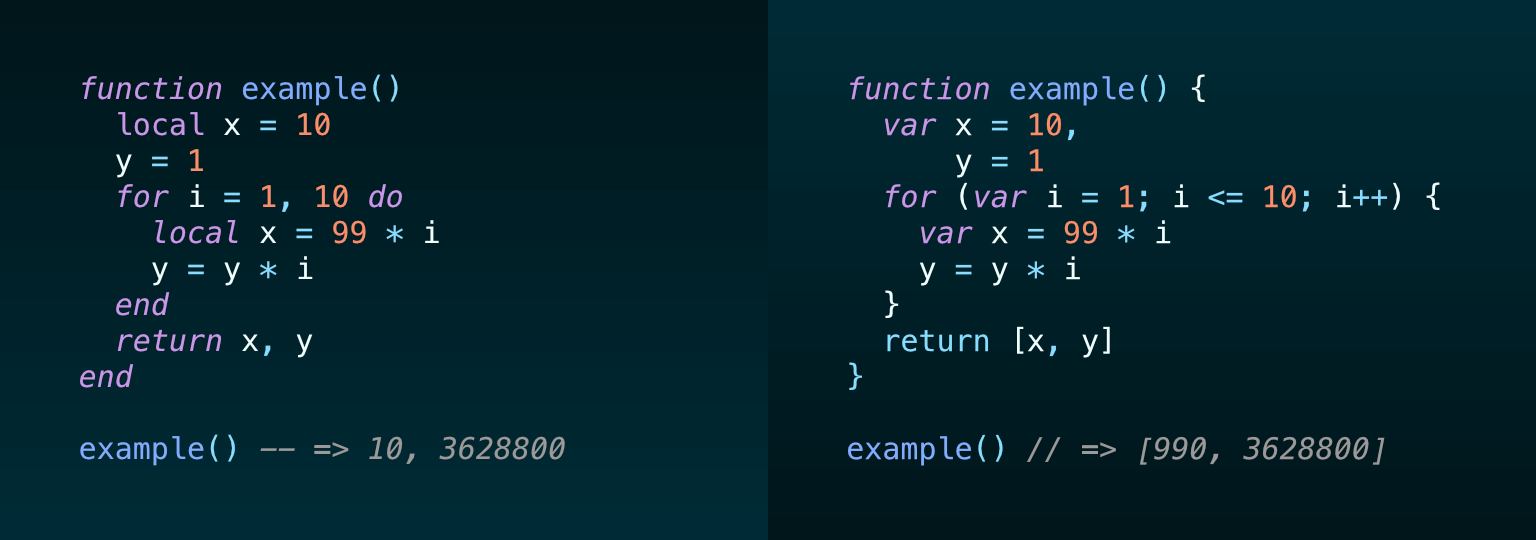 function example()
  local x = 10
  y = 1
  for i = 1, 10 do
    local x = 99 * i
    y = y * i
  end
  return x, y
end

example() -- => 10, 3628800

function example() {
  var x = 10,
      y = 1
  for (var i = 1; i <= 10; i++) {
    var x = 99 * i
    y = y * i
  }
  return [x, y]
}

example() // => [990, 3628800]